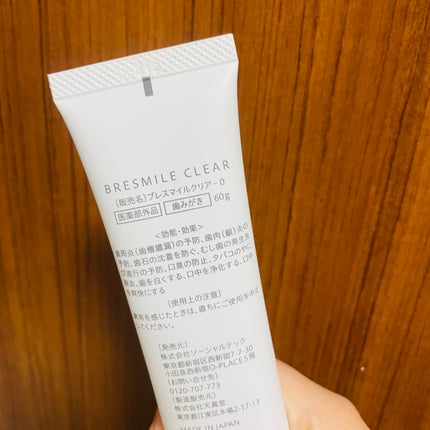 BRESMILE CLEAR
〔販売名〕ブレスマイルクリア-0
医薬部外品 歯みがき 60g
<効能・効果>
歯周炎(歯槽膿漏)の予防、歯肉(齦)炎の
予防、歯石の沈着を防ぐ、むし歯の発生及
び進行の予防、口臭の防止、タバコのやに
除去、歯を白くする、口中を浄化する、口中
を爽快にする
〔使用上の注意〕
異常を感じたときは、直ちにご使用を中止
してください。
〔発売元〕
株式会社ソーシャルテック
東京都新宿区西新宿7-7-30
小田急西新宿O-PLACE5階
〔お問い合せ先〕
0120-707-773
〔製造販売元〕
株式会社天真堂
東京都江東区木場2-17-13
MADE IN JAPAN